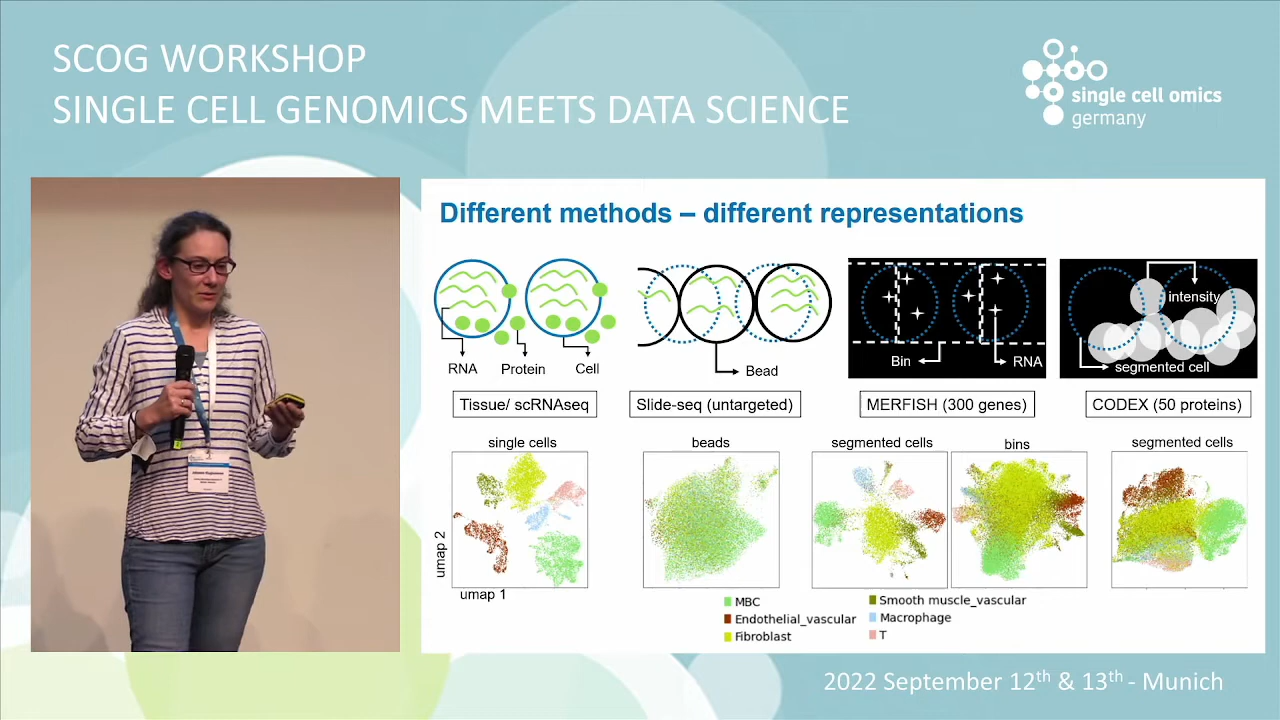 SCOG WORKSHOP
SINGLE CELL GENOMICS MEETS DATA SCIENCE
single cell omics
germany
Different methods – different representations
RNA
Protein
Cell
Bead
Bin
RNA
intensity
segmented cell
Tissue/ scRNAseq
Slide-seq (untargeted)
MERFISH (300 genes)
CODEX (50 proteins)
single cells
beads
segmented cells
bins
segmented cells
umap 2
umap 1
MBC
Endothelial_vascular
Fibroblast
Smooth muscle_vascular
Macrophage
T
2022 September 12th & 13th - Munich